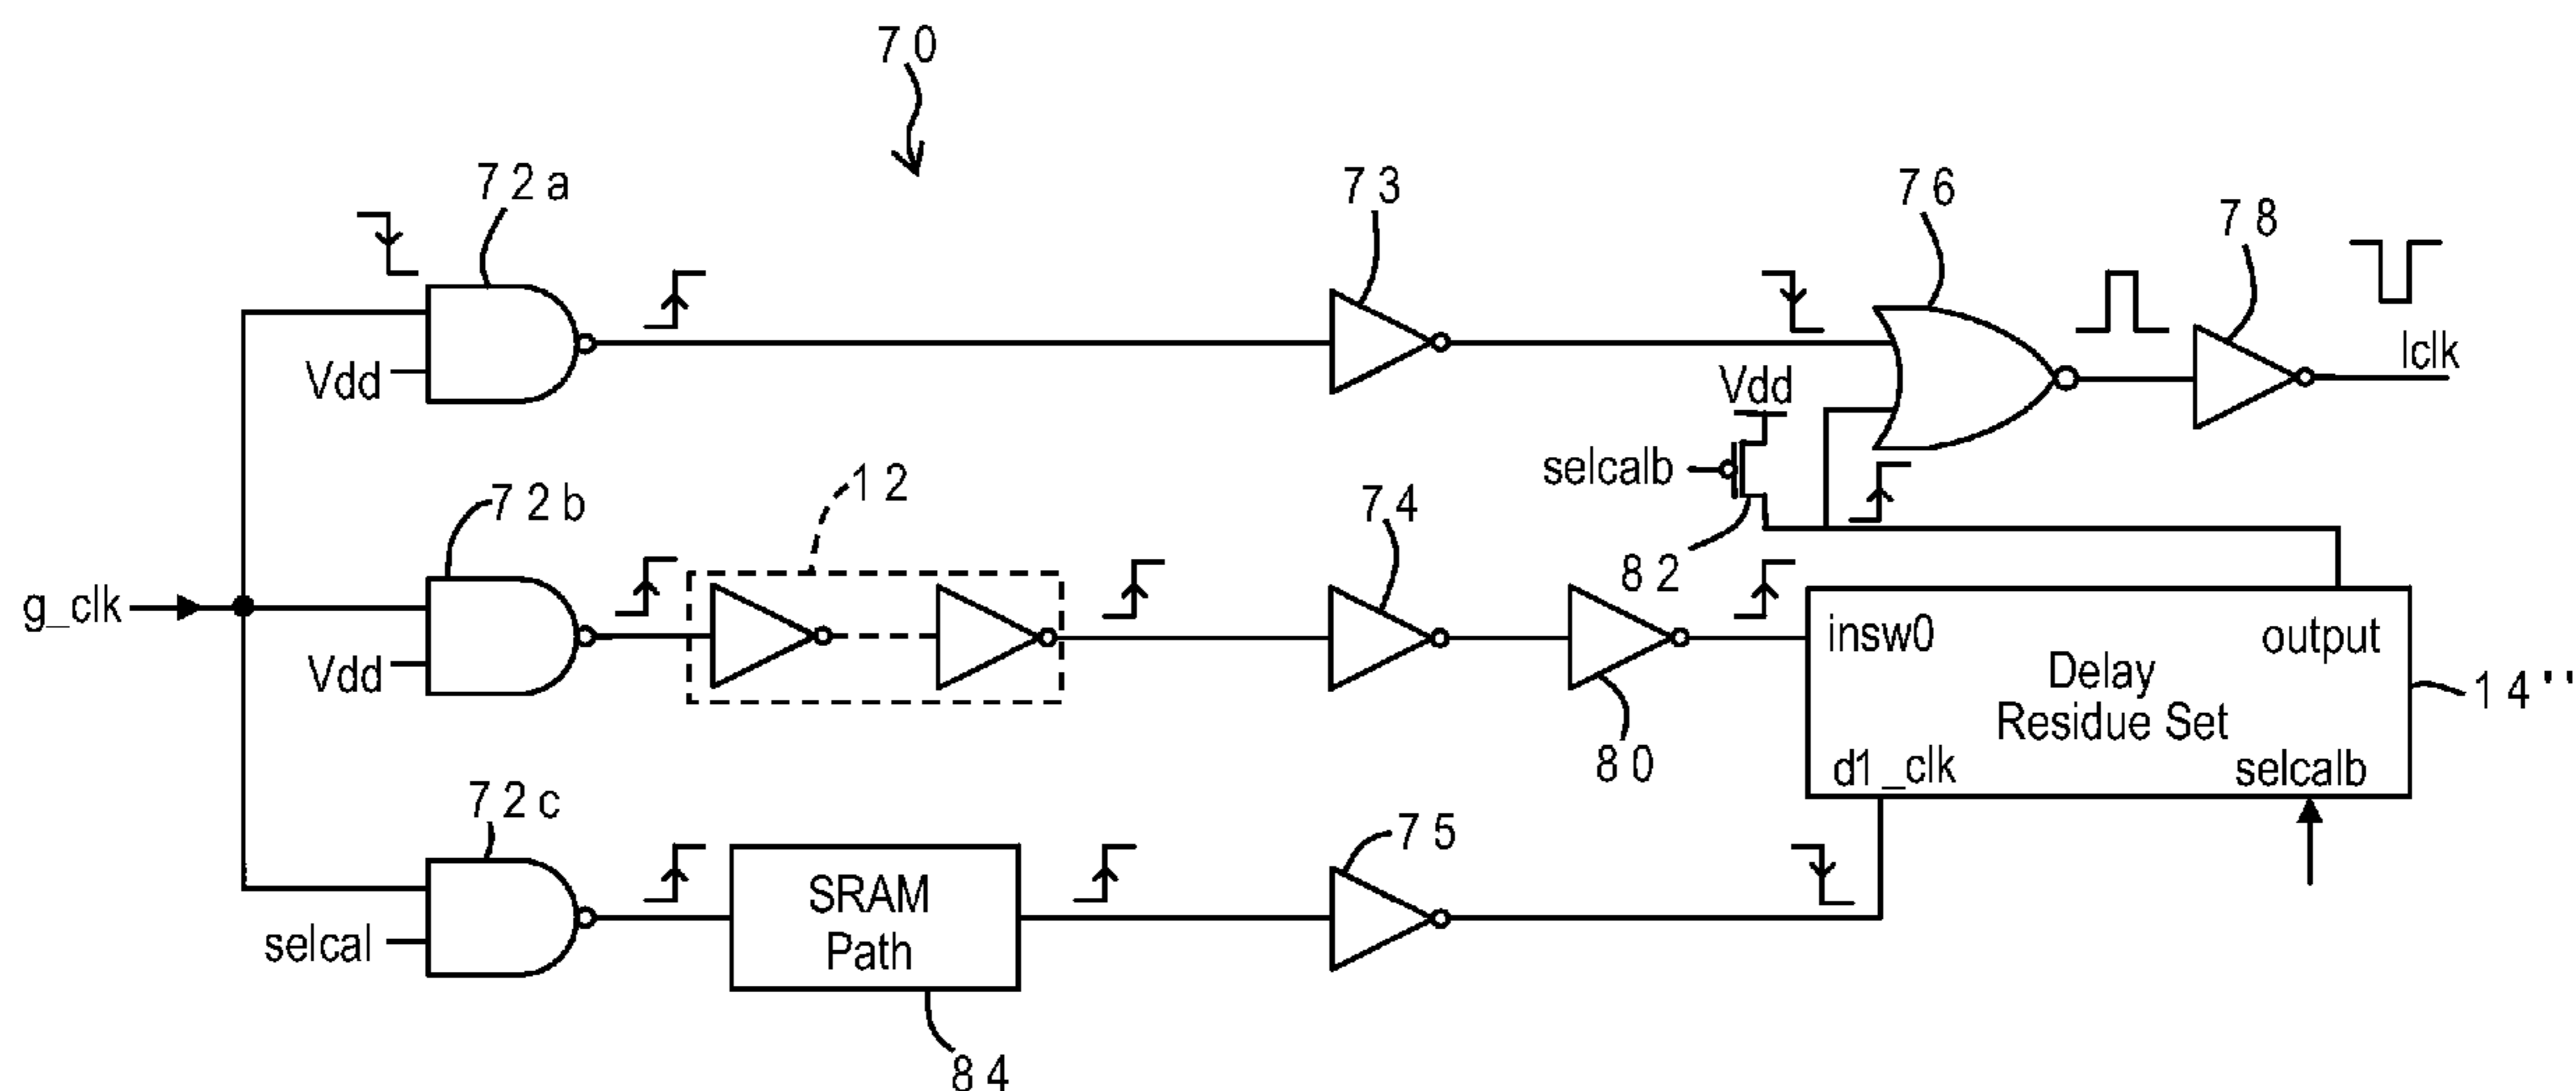 70
72a
73
76
78
Vdd
lclk
Vdd
selcalb
12
72b
74
82
g_clk
Vdd
80
insw0
output
Delay
Residue Set
d1_clk
selcalb
14''
72c
selcal
SRAM
Path
75
84